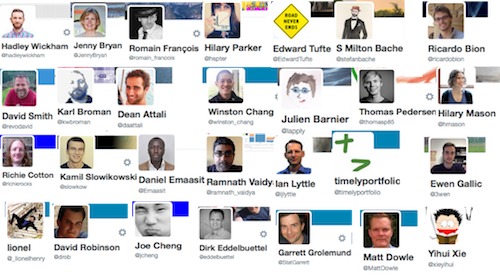 Hadley Wickham
@hadleywickham
Jenny Bryan
@JennyBryan
Romain François
@romain_francois
Hilary Parker
@hspter
ROAD
NEVER
ENDS
Edward Tufte
@EdwardTufte
S Milton Bache
@stefanbache
Ricardo Bion
@ricardobion
David Smith
@revodavid
Karl Broman
@kwbroman
Dean Attali
@daattali
Winston Chang
@winston_chang
Julien Barnier
@lapply
Thomas Pedersen
@thomasp85
Hilary Mason
@hmason
Richie Cotton
@richierocks
Kamil Slowikowski
@slowkow
Daniel Emaasit
@Emaasit
Ramnath Vaidy
@ramnath_vaidya
Ian Lyttle
@ijlyttle
timelyportfolio
@timelyportfolio
Ewen Gallic
@3wen
lionel
@_lionelhenry
David Robinson
@drob
Joe Cheng
@jcheng
Dirk Eddelbuettel
@eddelbuettel
Garrett Grolemund
@StatGarrett
Matt Dowle
@MattDowle
Yihui Xie
@xieyihui